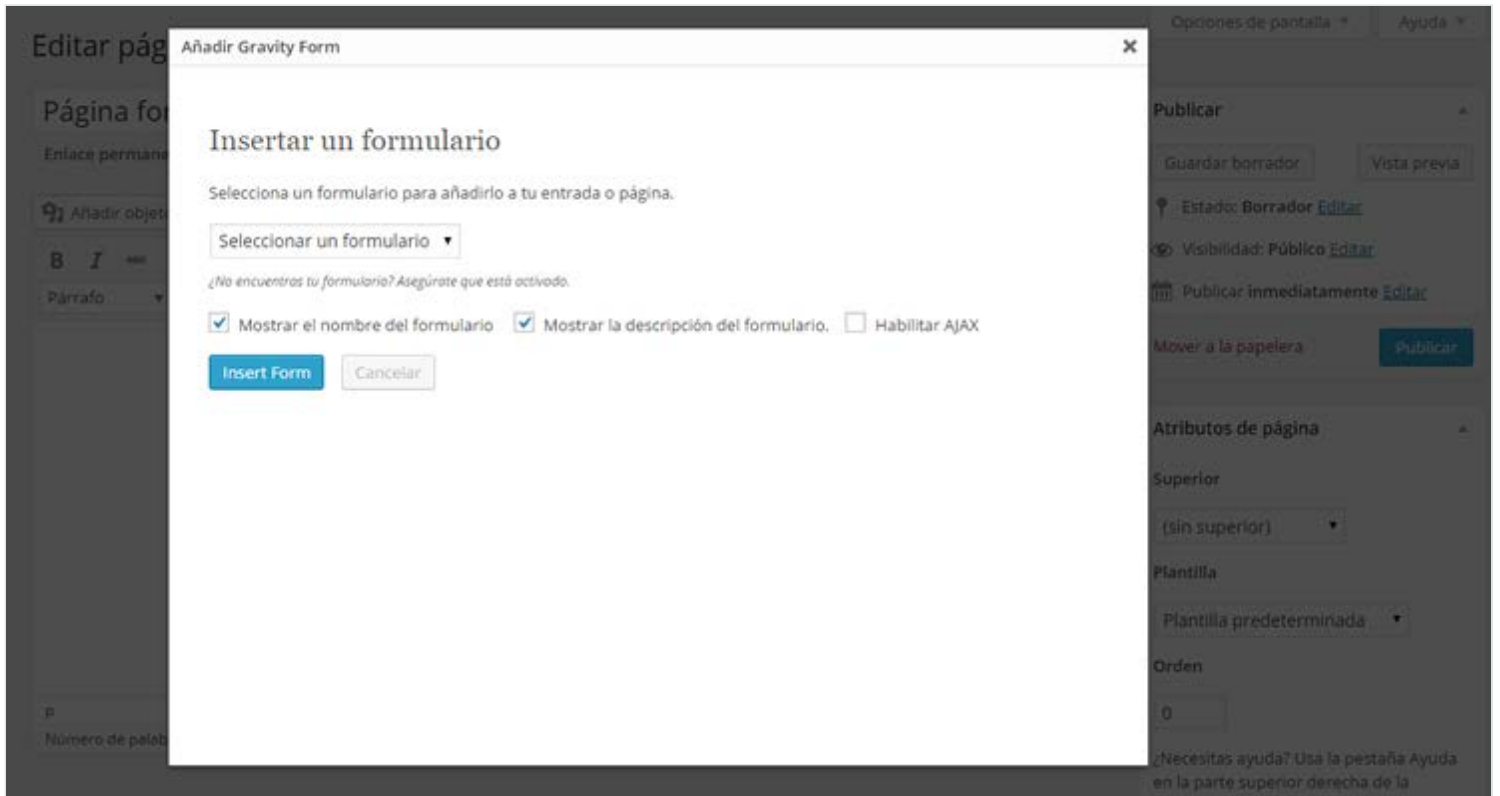 Opciones de pantalla
Ayuda
Editar pág
Añadir Gravity Form
Página for
Enlace permane
Añadir objeto
B I
Párrafo
p
Número de palab
Insertar un formulario
Selecciona un formulario para añadirlo a tu entrada o página.
Seleccionar un formulario
¿No encuentras tu formulario? Asegúrate que está activado.
Mostrar el nombre del formulario Mostrar la descripción del formulario. Habilitar AJAX
Insert Form Cancelar
Publicar
Guardar borrador Vista previa
Estado: Borrador Editar
Visibilidad: Público Editar
Publicar inmediatamente Editar
Mover a la papelera Publicar
Atributos de página
Superior
(sin superior)
Plantilla
Plantilla predeterminada
Orden
0
¿Necesitas ayuda? Usa la pestaña Ayuda
en la parte superior derecha de la